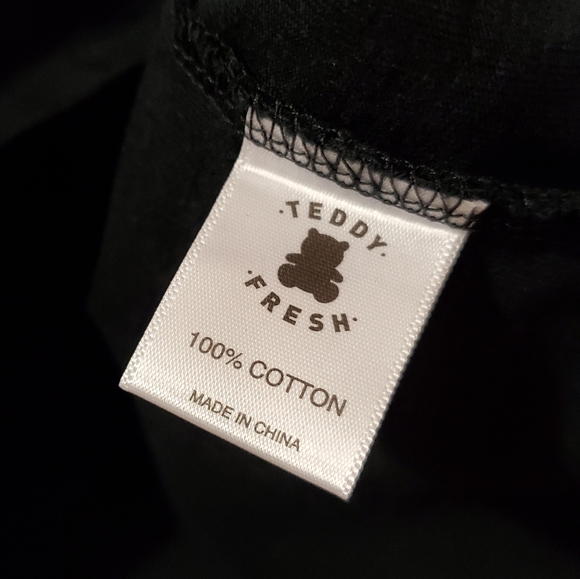 ·TEDDY·
·FRESH·
100% COTTON
MADE IN CHINA